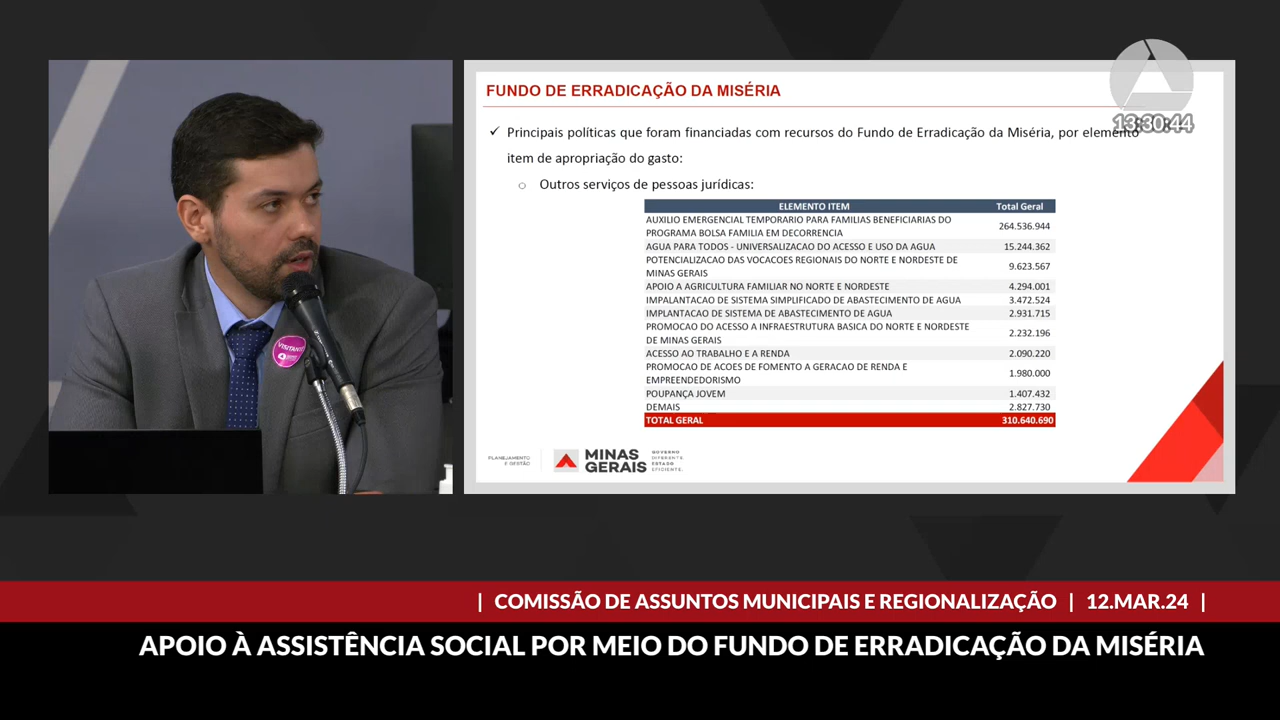 13:30:44
FUNDO DE ERRADICAÇÃO DA MISÉRIA
✓ Principais políticas que foram financiadas com recursos do Fundo de Erradicação da Miséria, por elemento
item de apropriação do gasto:
○ Outros serviços de pessoas jurídicas:
ELEMENTO ITEM Total Geral
AUXILIO EMERGENCIAL TEMPORARIO PARA FAMILIAS BENEFICIARIAS DO
PROGRAMA BOLSA FAMILIA EM DECORRENCIA 264.536.944
AGUA PARA TODOS - UNIVERSALIZACAO DO ACESSO E USO DA AGUA 15.244.362
POTENCIALIZACAO DAS VOCACOES REGIONAIS DO NORTE E NORDESTE DE
MINAS GERAIS 9.623.567
APOIO A AGRICULTURA FAMILIAR NO NORTE E NORDESTE 4.294.001
IMPALANTACAO DE SISTEMA SIMPLIFICADO DE ABASTECIMENTO DE AGUA 3.472.524
IMPLANTACAO DE SISTEMA DE ABASTECIMENTO DE AGUA 2.931.715
PROMOCAO DO ACESSO A INFRAESTRUTURA BASICA DO NORTE E NORDESTE
DE MINAS GERAIS 2.232.196
ACESSO AO TRABALHO E A RENDA 2.090.220
PROMOCAO DE ACOES DE FOMENTO A GERACAO DE RENDA E
EMPREENDEDORISMO 1.980.000
POUPANÇA JOVEM 1.407.432
DEMAIS 2.827.730
TOTAL GERAL 310.640.690
PLANEJAMENTO
E GESTÃO
MINAS
GERAIS
GOVERNO
DIFERENTE.
ESTADO
EFICIENTE.
VISITANTE
| COMISSÃO DE ASSUNTOS MUNICIPAIS E REGIONALIZAÇÃO | 12.MAR.24 |
APOIO À ASSISTÊNCIA SOCIAL POR MEIO DO FUNDO DE ERRADICAÇÃO DA MISÉRIA